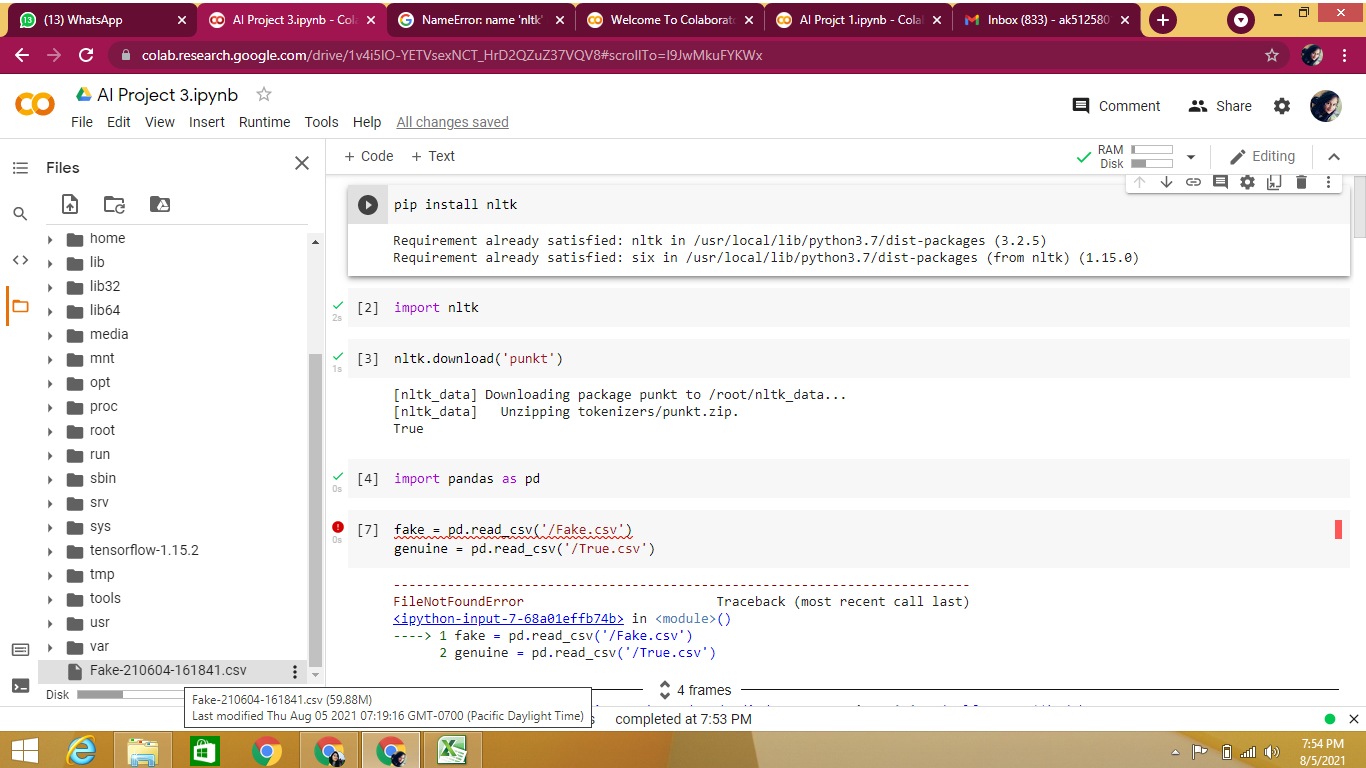 (13) WhatsApp
AI Project 3.ipynb - Cola
NameError: name 'nltk'
Welcome To Colaborato
AI Projct 1.ipynb - Colab
Inbox (833) - ak512580
colab.research.google.com/drive/1v4i5lO-YETVsexNCT_HrD2QZuZ37VQV8#scrollTo=I9JwMkuFYKWx
AI Project 3.ipynb
Comment
Share
File Edit View Insert Runtime Tools Help All changes saved
Files
+ Code + Text
RAM
Disk
Editing
home
lib
lib32
lib64
media
mnt
opt
proc
root
run
sbin
srv
sys
tensorflow-1.15.2
tmp
tools
usr
var
Fake-210604-161841.csv
Disk
Fake-210604-161841.csv (59.88M)
Last modified Thu Aug 05 2021 07:19:16 GMT-0700 (Pacific Daylight Time)
pip install nltk
Requirement already satisfied: nltk in /usr/local/lib/python3.7/dist-packages (3.2.5)
Requirement already satisfied: six in /usr/local/lib/python3.7/dist-packages (from nltk) (1.15.0)
2s
[2] import nltk
1s
[3] nltk.download('punkt')
[nltk_data] Downloading package punkt to /root/nltk_data...
[nltk_data]   Unzipping tokenizers/punkt.zip.
True
0s
[4] import pandas as pd
0s
[7] fake = pd.read_csv('/Fake.csv')
genuine = pd.read_csv('/True.csv')
---------------------------------------------------------------------------
FileNotFoundError                         Traceback (most recent call last)
<ipython-input-7-68a01effb74b> in <module>()
----> 1 fake = pd.read_csv('/Fake.csv')
      2 genuine = pd.read_csv('/True.csv')
4 frames
completed at 7:53 PM
7:54 PM
8/5/2021